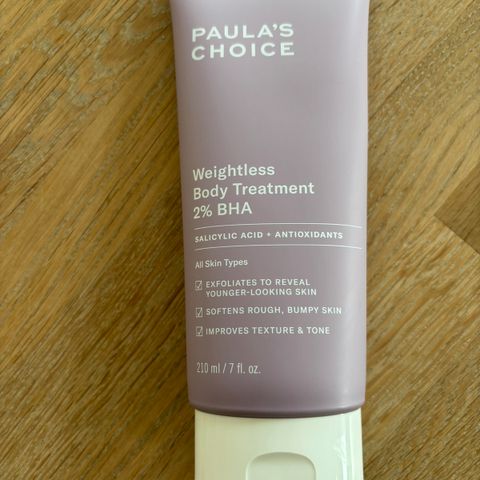 PAULA'S
CHOICE
Weightless
Body Treatment
2% BHA
SALICYLIC ACID + ANTIOXIDANTS
All Skin Types
☑ EXFOLIATES TO REVEAL
YOUNGER-LOOKING SKIN
☑ SOFTENS ROUGH, BUMPY SKIN
☑ IMPROVES TEXTURE & TONE
210 ml / 7 fl. oz.